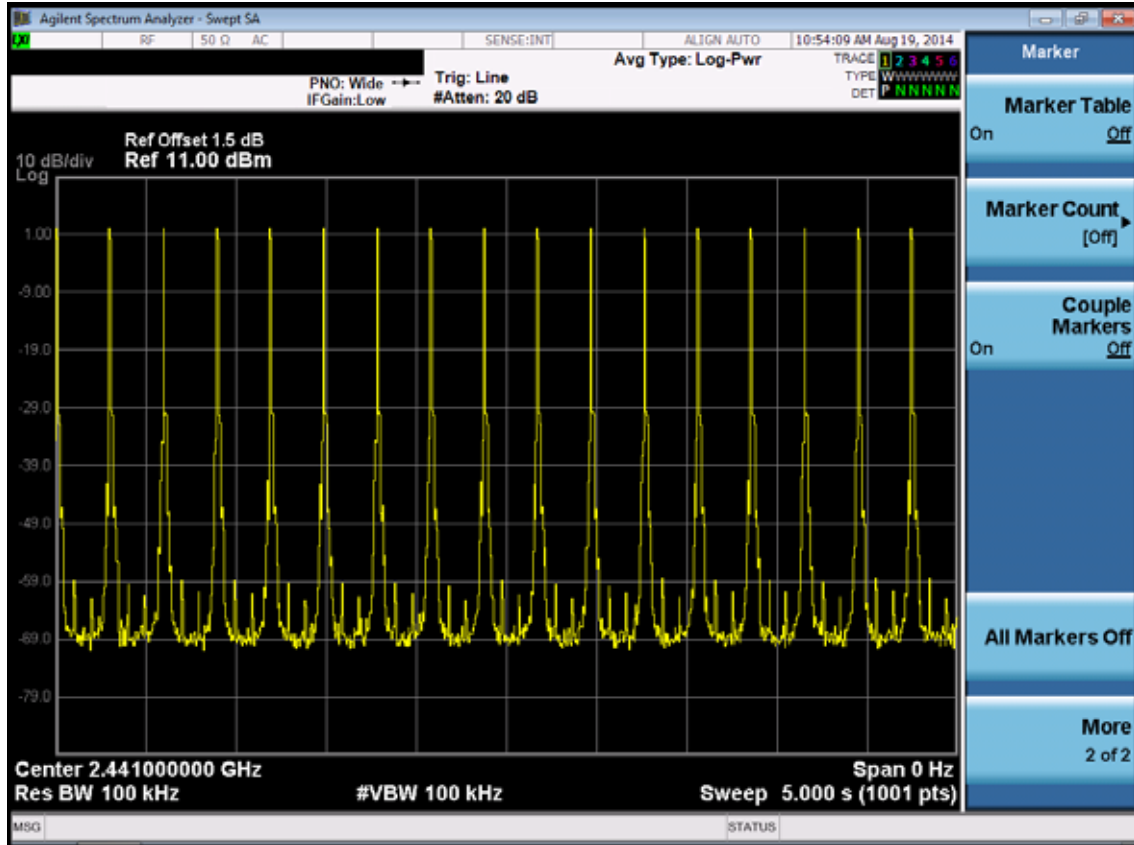 Agilent Spectrum Analyzer - Swept SA
RF 50 Ω AC SENSE:INT ALIGN AUTO 10:54:09 AM Aug 19, 2014
Marker
Avg Type: Log-Pwr
TRACE 1 2 3 4 5 6
TYPE WWWWWW
DET P N N N N N
PNO: Wide
IFGain:Low
Trig: Line
#Atten: 20 dB
Marker Table
On Off
Ref Offset 1.5 dB
10 dB/div Ref 11.00 dBm
Log
Marker Count
[Off]
1.00
-9.00
-19.0
-29.0
-39.0
-49.0
-59.0
-69.0
-79.0
Couple
Markers
On Off
All Markers Off
More
2 of 2
Center 2.441000000 GHz Span 0 Hz
Res BW 100 kHz #VBW 100 kHz Sweep 5.000 s (1001 pts)
MSG STATUS